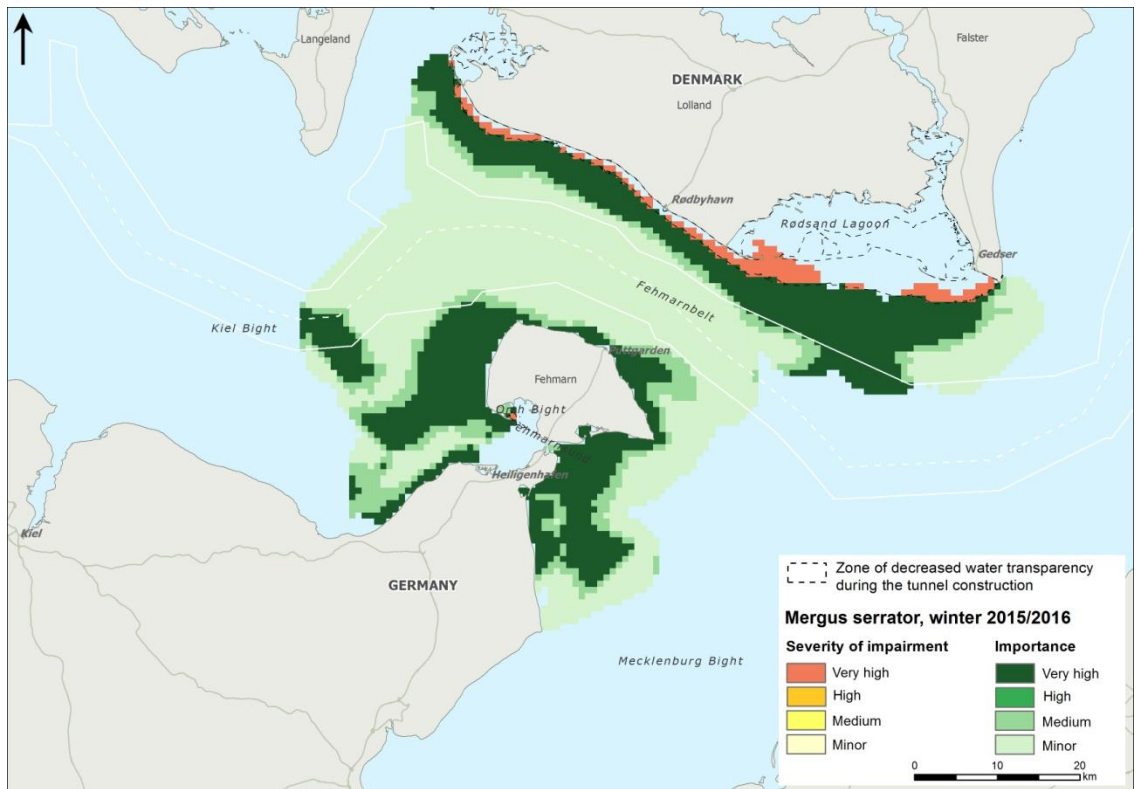 Langeland
Falster
DENMARK
Lolland
Rødbyhavn
Rødsand Lagoon
Gedser
Fehmarnbelt
Kiel Bight
Puttgarden
Fehmarn
Orth Bight
Fehmarnsund
Heiligenhafen
Kiel
GERMANY
Mecklenburg Bight
Zone of decreased water transparency
during the tunnel construction
Mergus serrator, winter 2015/2016
Severity of impairment Importance
Very high Very high
High High
Medium Medium
Minor Minor
0 10 20
km